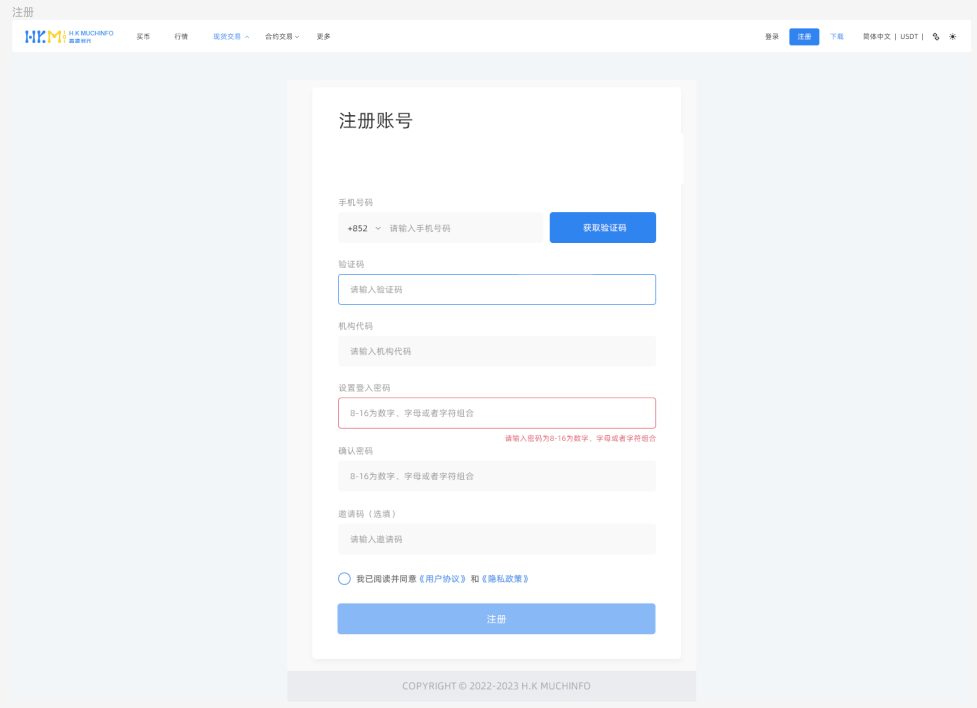 注册
H.K MUCHINFO
买币 行情 现货交易 合约交易 更多 登录 注册 下载 简体中文 | USDT |
注册账号
手机号码
+852 请输入手机号码 获取验证码
验证码
请输入验证码
机构代码
请输入机构代码
设置登入密码
8-16为数字、字母或者字符组合
请输入密码为8-16为数字、字母或者字符组合
确认密码
8-16为数字、字母或者字符组合
邀请码（选填）
请输入邀请码
我已阅读并同意《用户协议》 和《隐私政策》
注册
COPYRIGHT © 2022-2023 H.K MUCHINFO